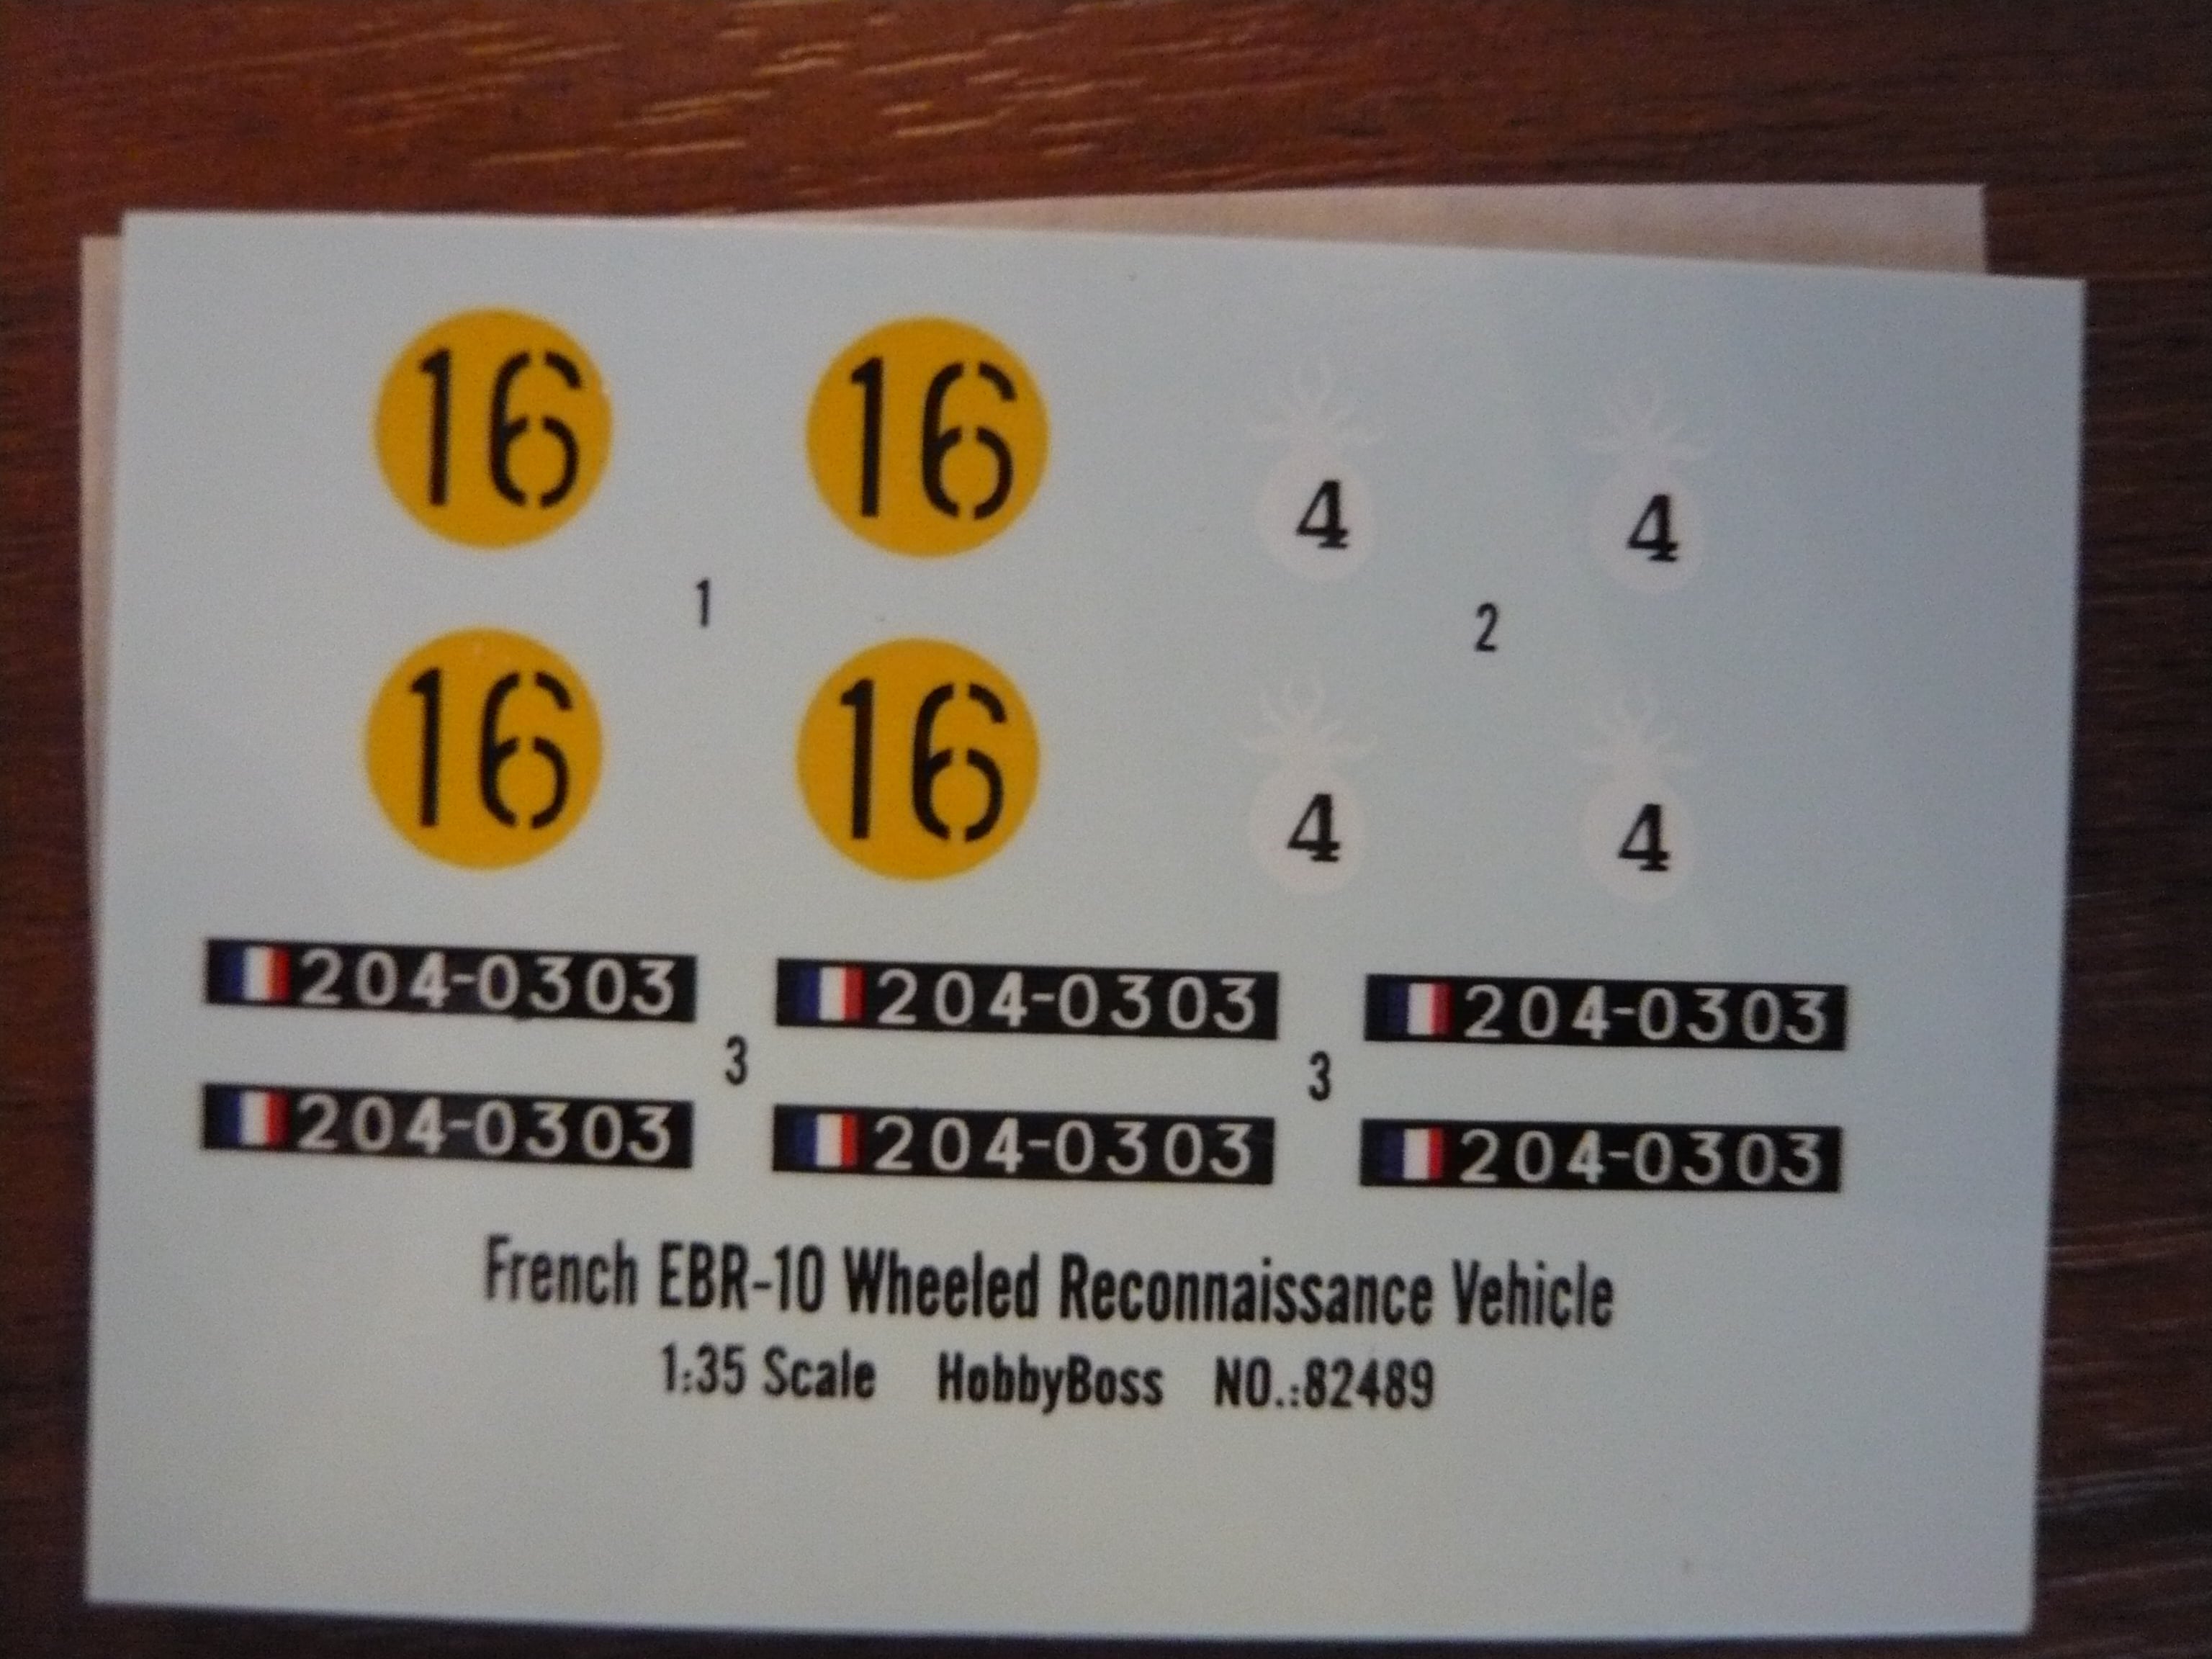 16 16 4 4
1 2
16 16 4 4
204-0303 204-0303 204-0303
3 3
204-0303 204-0303 204-0303
French EBR-10 Wheeled Reconnaissance Vehicle
1:35 Scale HobbyBoss NO.:82489